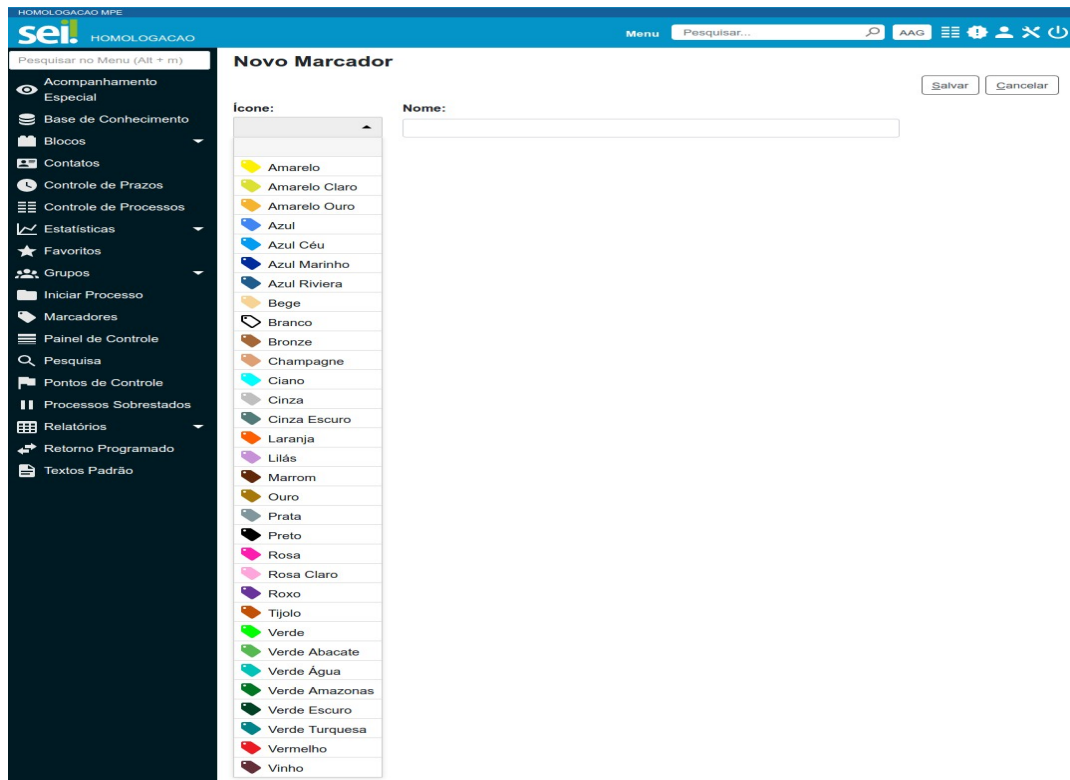 HOMOLOGACAO MPE
sei! HOMOLOGACAO
Menu
Pesquisar...
AAG
Pesquisar no Menu (Alt + m)
Acompanhamento
Especial
Base de Conhecimento
Blocos
Contatos
Controle de Prazos
Controle de Processos
Estatísticas
Favoritos
Grupos
Iniciar Processo
Marcadores
Painel de Controle
Pesquisa
Pontos de Controle
Processos Sobrestados
Relatórios
Retorno Programado
Textos Padrão
Novo Marcador
Salvar
Cancelar
Ícone:
Nome:
Amarelo
Amarelo Claro
Amarelo Ouro
Azul
Azul Céu
Azul Marinho
Azul Riviera
Bege
Branco
Bronze
Champagne
Ciano
Cinza
Cinza Escuro
Laranja
Lilás
Marrom
Ouro
Prata
Preto
Rosa
Rosa Claro
Roxo
Tijolo
Verde
Verde Abacate
Verde Água
Verde Amazonas
Verde Escuro
Verde Turquesa
Vermelho
Vinho